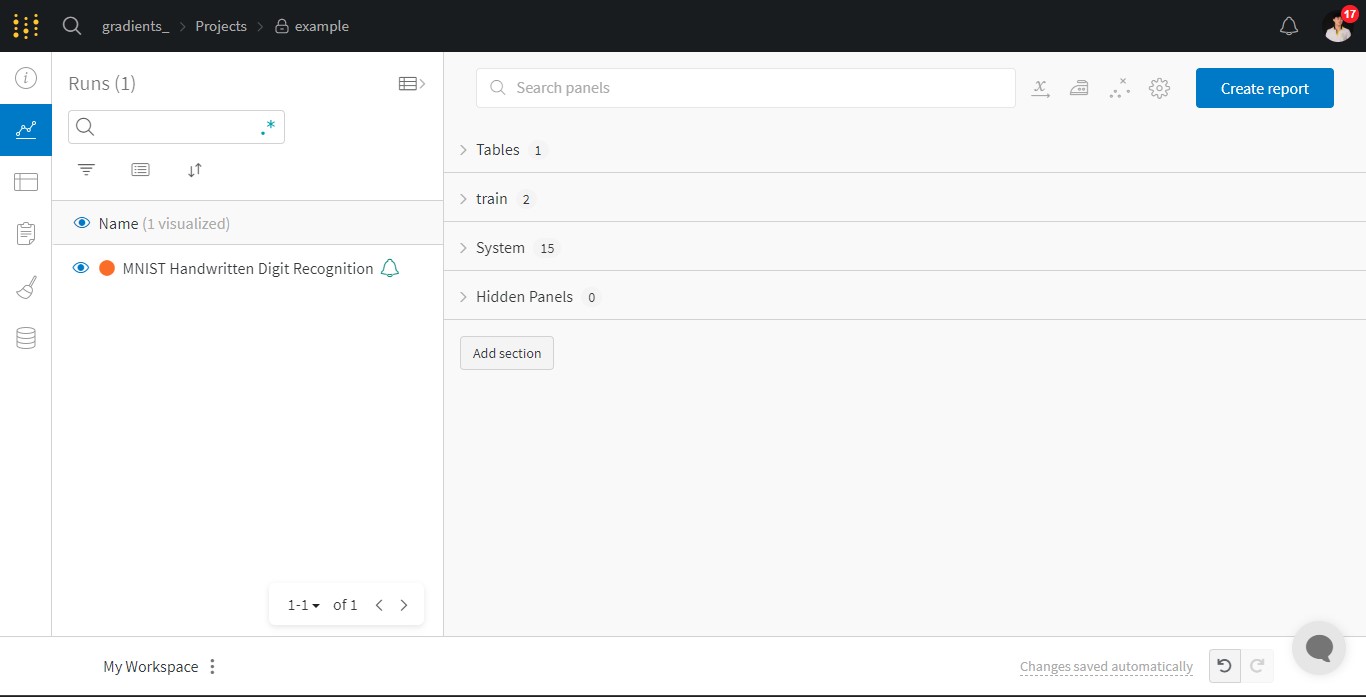 gradients_ > Projects > example
17
Runs (1)
.*
Name (1 visualized)
MNIST Handwritten Digit Recognition
1-1 of 1
Search panels
Create report
Tables 1
train 2
System 15
Hidden Panels 0
Add section
My Workspace
Changes saved automatically